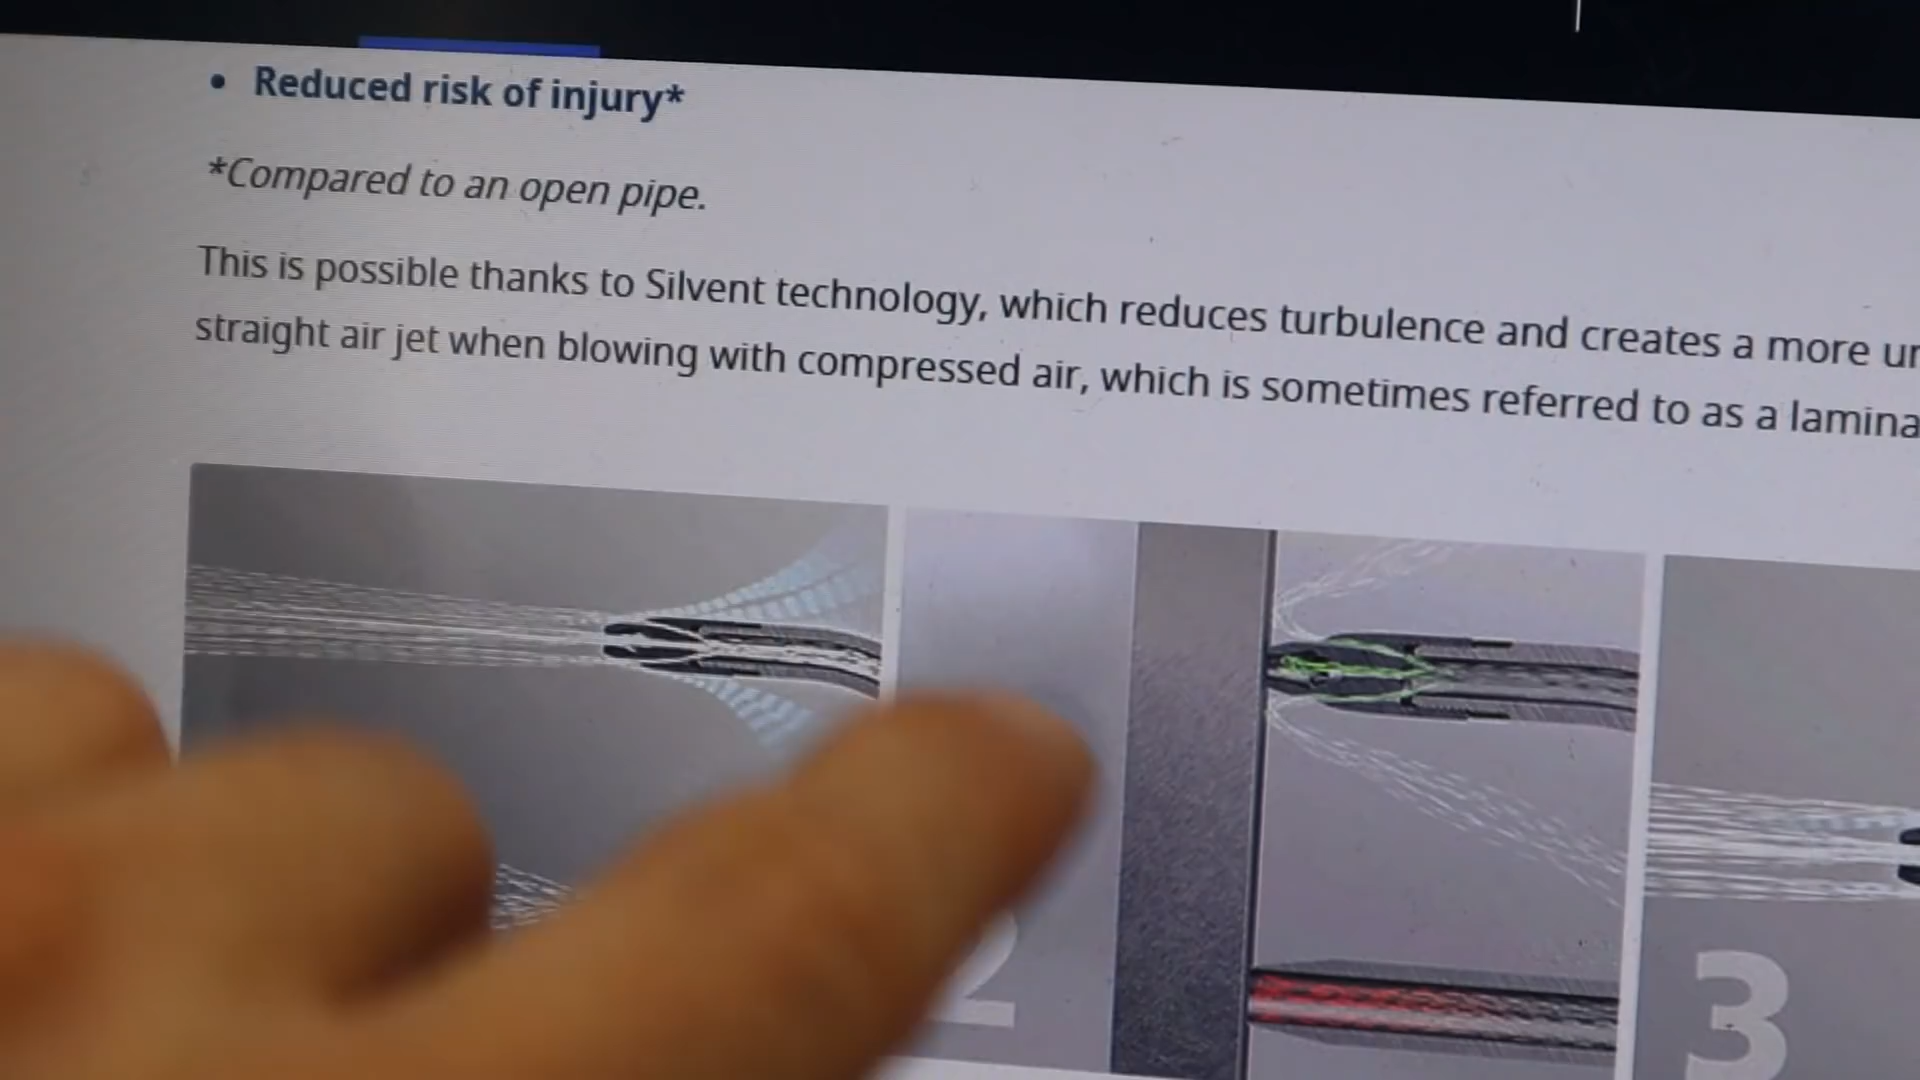 • Reduced risk of injury*
*Compared to an open pipe.
This is possible thanks to Silvent technology, which reduces turbulence and creates a more
straight air jet when blowing with compressed air, which is sometimes referred to as a
2
3